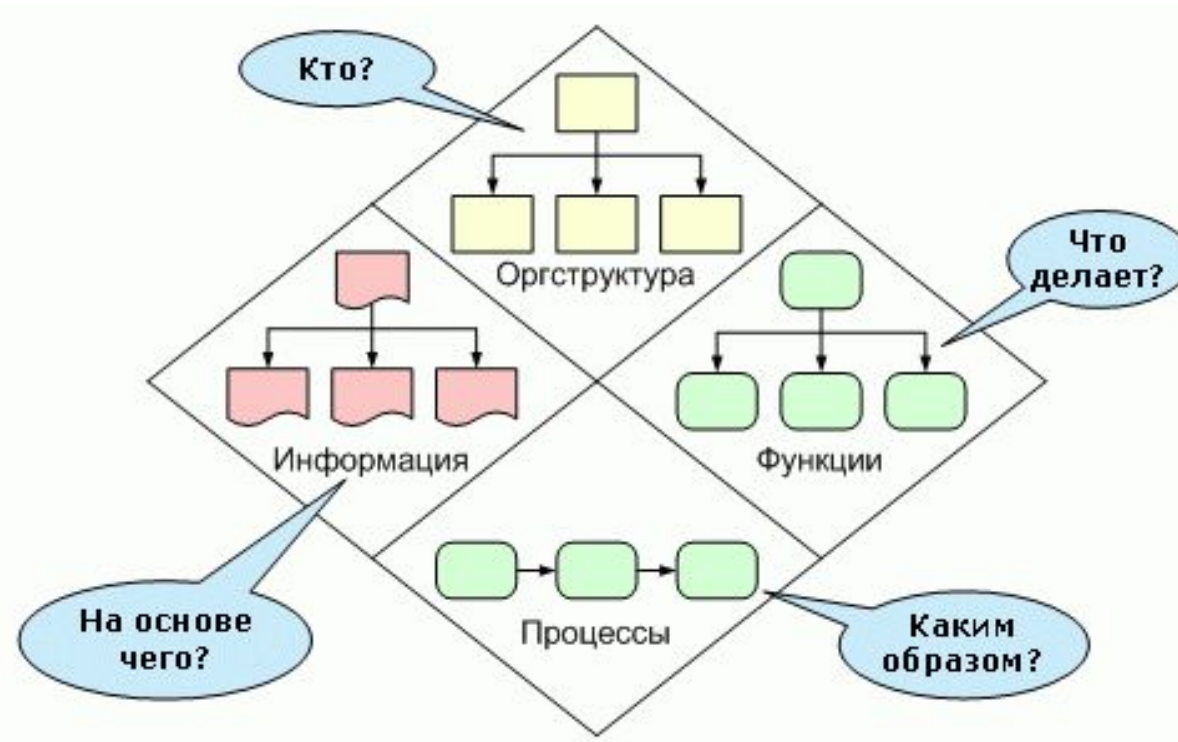 Кто?
Оргструктура
Что
делает?
Информация
Функции
На основе
чего?
Процессы
Каким
образом?